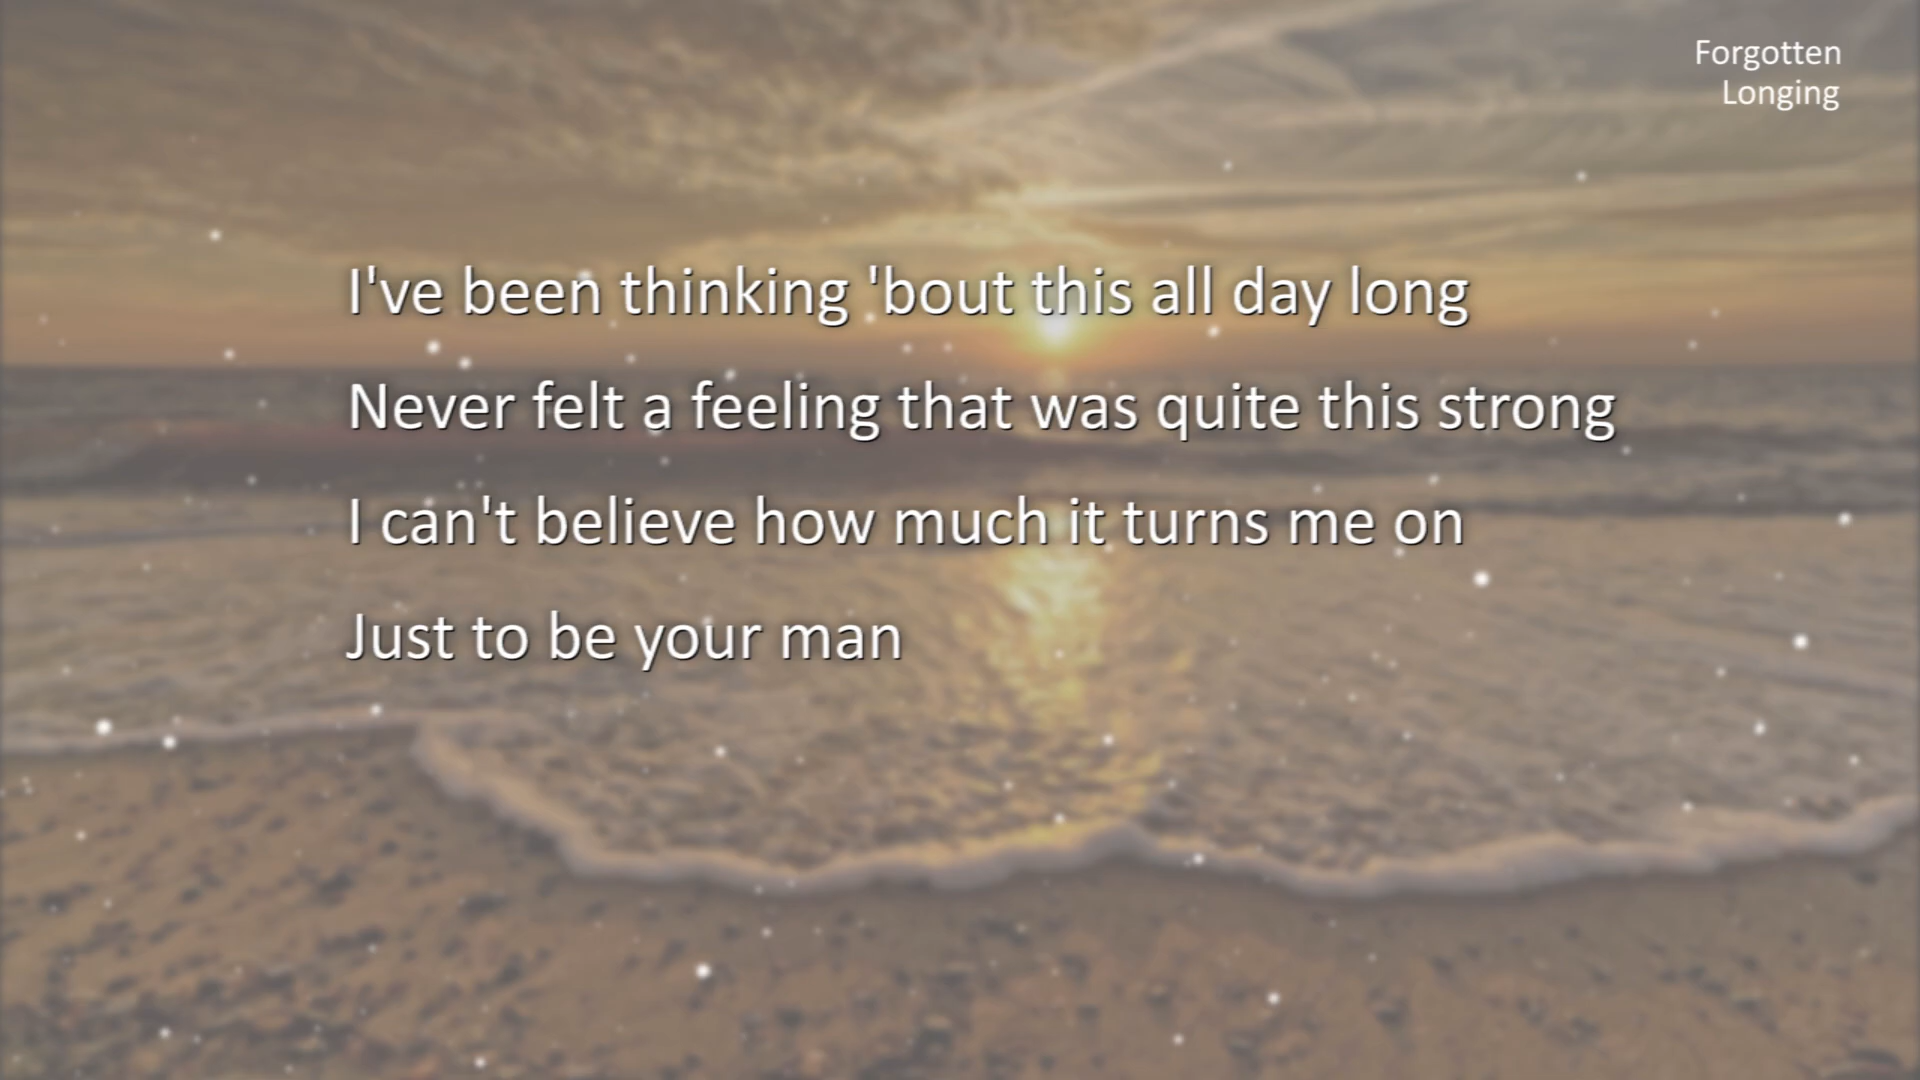 Forgotten
Longing
I've been thinking 'bout this all day long
Never felt a feeling that was quite this strong
I can't believe how much it turns me on
Just to be your man